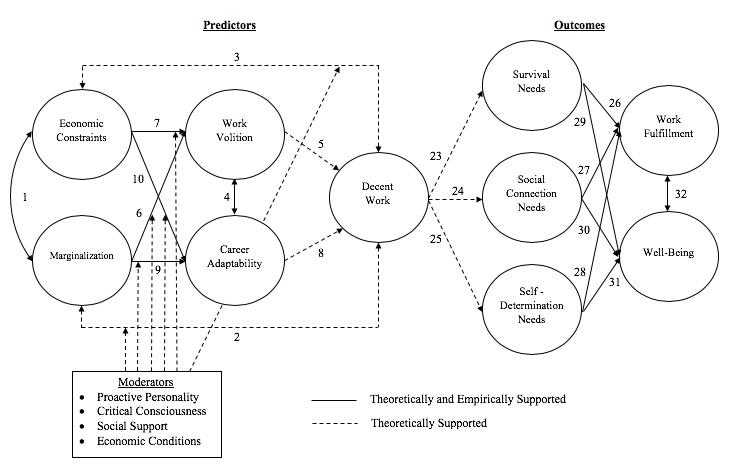 Predictors
Outcomes
3
Survival
Needs
Economic
Constraints
7
Work
Volition
26
29
Work
Fulfillment
5
23
10
27
Decent
Work
Social
Connection
Needs
1
4
24
32
6
30
Marginalization
9
Career
Adaptability
8
25
Well-Being
28
31
Self -
Determination
Needs
2
Moderators
• Proactive Personality
• Critical Consciousness
• Social Support
• Economic Conditions
Theoretically and Empirically Supported
Theoretically Supported